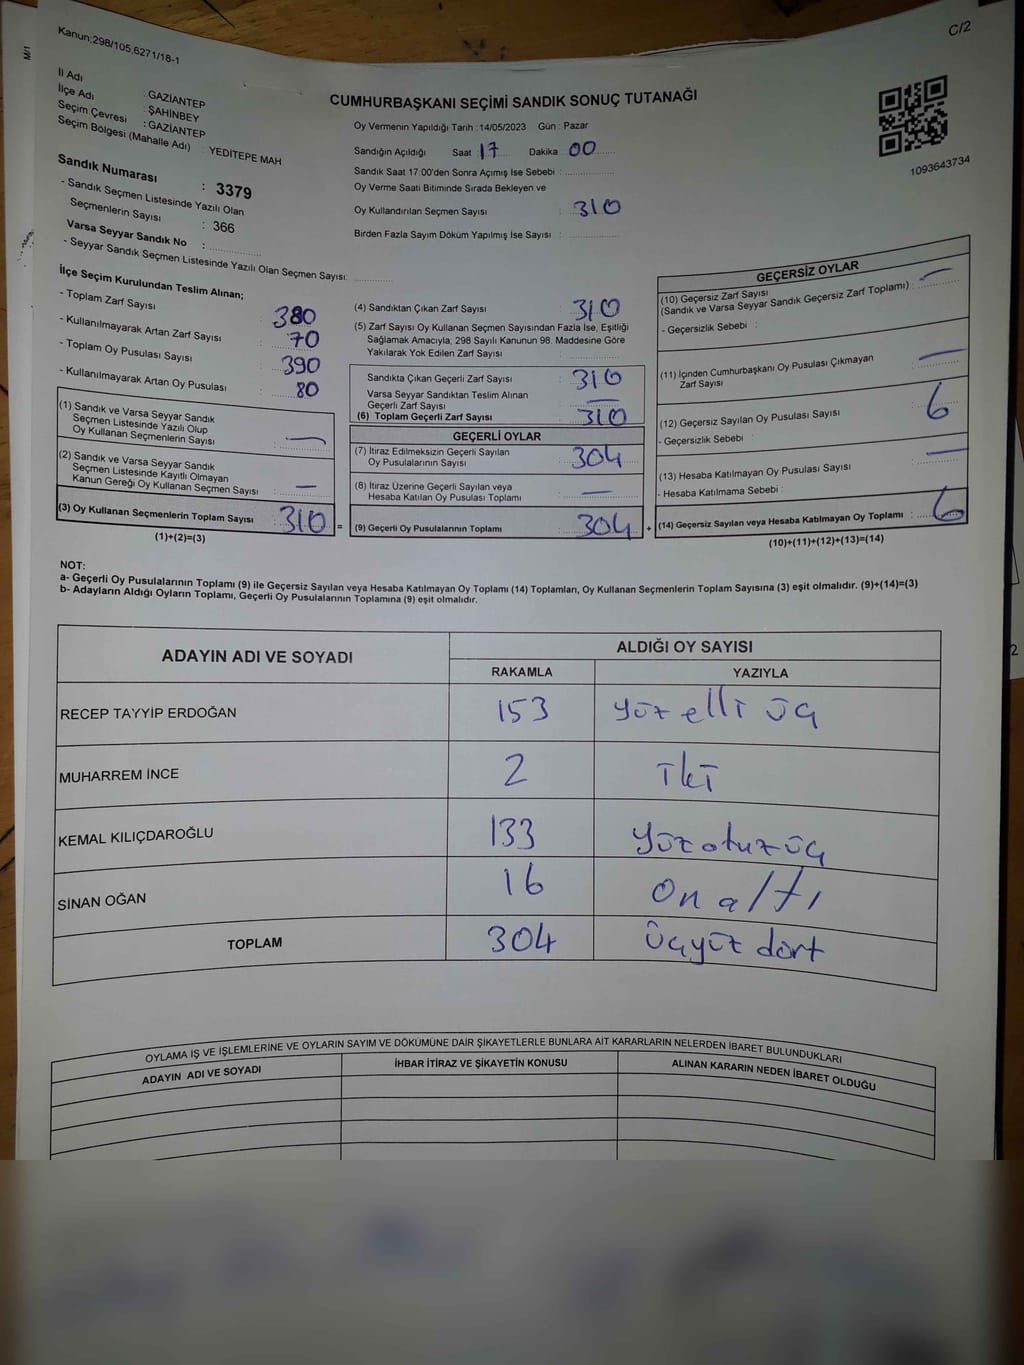 Kanun;298/105,6271/18-1
C/2
İl Adı : GAZİANTEP
İlçe Adı : ŞAHİNBEY
Seçim Çevresi : GAZİANTEP
Seçim Bölgesi (Mahalle Adı) : YEDİTEPE MAH
Sandık Numarası : 3379
- Sandık Seçmen Listesinde Yazılı Olan
Seçmenlerin Sayısı : 366
Varsa Seyyar Sandık No :
- Seyyar Sandık Seçmen Listesinde Yazılı Olan Seçmen Sayısı:
CUMHURBAŞKANI SEÇİMİ SANDIK SONUÇ TUTANAĞI
Oy Vermenin Yapıldığı Tarih : 14/05/2023 Gün : Pazar
Sandığın Açıldığı Saat 17 Dakika 00
Sandık Saat 17:00'den Sonra Açımış İse Sebebi :
Oy Verme Saati Bitiminde Sırada Bekleyen ve
Oy Kullandırılan Seçmen Sayısı : 310
Birden Fazla Sayım Döküm Yapılmış İse Sayısı :
1093643734
İlçe Seçim Kurulundan Teslim Alınan;
- Toplam Zarf Sayısı : 380
- Kullanılmayarak Artan Zarf Sayısı : 70
- Toplam Oy Pusulası Sayısı : 390
- Kullanılmayarak Artan Oy Pusulası : 80
(1) Sandık ve Varsa Seyyar Sandık
Seçmen Listesinde Yazılı Olup
Oy Kullanan Seçmenlerin Sayısı : —
(2) Sandık ve Varsa Seyyar Sandık
Seçmen Listesinde Kayıtlı Olmayan
Kanun Gereği Oy Kullanan Seçmen Sayısı : —
(3) Oy Kullanan Seçmenlerin Toplam Sayısı : 310 =
(1)+(2)=(3)
(4) Sandıktan Çıkan Zarf Sayısı : 310
(5) Zarf Sayısı Oy Kullanan Seçmen Sayısından Fazla İse, Eşitliği
Sağlamak Amacıyla, 298 Sayılı Kanunun 98. Maddesine Göre
Yakılarak Yok Edilen Zarf Sayısı :
Sandıkta Çıkan Geçerli Zarf Sayısı : 310
Varsa Seyyar Sandıktan Teslim Alınan
Geçerli Zarf Sayısı : —
(6) Toplam Geçerli Zarf Sayısı : 310
GEÇERLİ OYLAR
(7) İtiraz Edilmeksizin Geçerli Sayılan
Oy Pusulalarının Sayısı : 304
(8) İtiraz Üzerine Geçerli Sayılan veya
Hesaba Katılan Oy Pusulası Toplamı : —
(9) Geçerli Oy Pusulalarının Toplamı : 304 +
GEÇERSİZ OYLAR
(10) Geçersiz Zarf Sayısı
(Sandık ve Varsa Seyyar Sandık Geçersiz Zarf Toplamı) : —
- Geçersizlik Sebebi :
(11) İçinden Cumhurbaşkanı Oy Pusulası Çıkmayan
Zarf Sayısı : —
(12) Geçersiz Sayılan Oy Pusulası Sayısı : 6
- Geçersizlik Sebebi :
(13) Hesaba Katılmayan Oy Pusulası Sayısı : —
- Hesaba Katılmama Sebebi :
(14) Geçersiz Sayılan veya Hesaba Katılmayan Oy Toplamı : 6
(10)+(11)+(12)+(13)=(14)
NOT:
a- Geçerli Oy Pusulalarının Toplamı (9) ile Geçersiz Sayılan veya Hesaba Katılmayan Oy Toplamı (14) Toplamları, Oy Kullanan Seçmenlerin Toplam Sayısına (3) eşit olmalıdır. (9)+(14)=(3)
b- Adayların Aldığı Oyların Toplamı, Geçerli Oy Pusulalarının Toplamına (9) eşit olmalıdır.
ADAYIN ADI VE SOYADI ALDIĞI OY SAYISI
RAKAMLA YAZIYLA
RECEP TAYYİP ERDOĞAN 153 yüz elli üç
MUHARREM İNCE 2 iki
KEMAL KILIÇDAROĞLU 133 yüzotuzüç
SİNAN OĞAN 16 on altı
TOPLAM 304 üçyüz dört
OYLAMA İŞ VE İŞLEMLERİNE VE OYLARIN SAYIM VE DÖKÜMÜNE DAİR ŞİKAYETLERLE BUNLARA AİT KARARLARIN NELERDEN İBARET BULUNDUKLARI
ADAYIN ADI VE SOYADI İHBAR İTİRAZ VE ŞİKAYETİN KONUSU ALINAN KARARIN NEDEN İBARET OLDUĞU